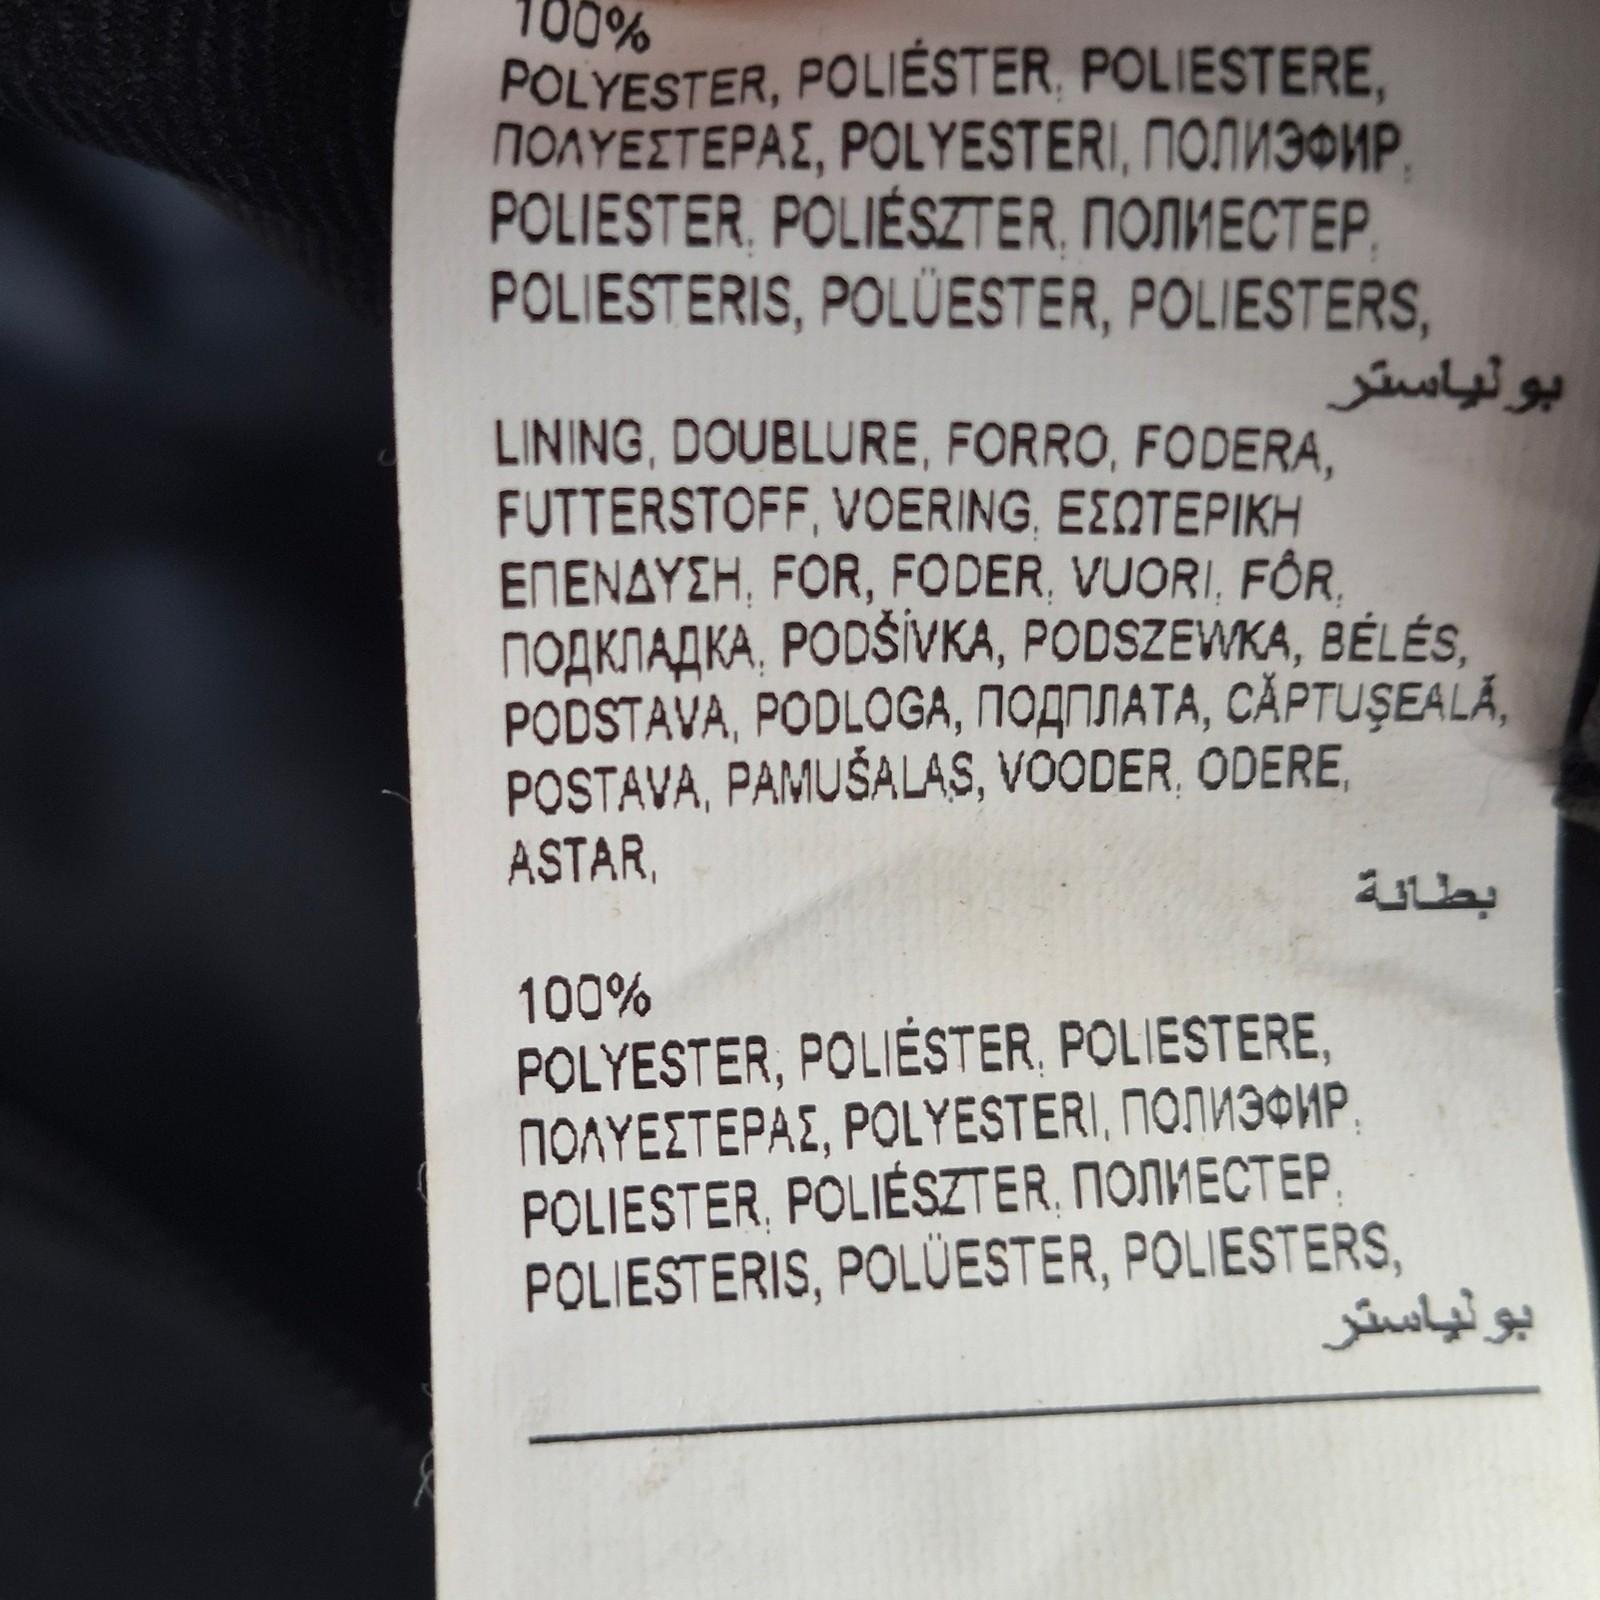 100%
POLYESTER, POLIÉSTER, POLIESTERE,
ΠΟΛΥΕΣΤΕΡΑΣ, POLYESTERI, ПОЛИЭФИР,
POLIESTER, POLIÉSZTER, ПОЛИЕСТЕР,
POLIESTERIS, POLÜESTER, POLIESTERS,
بولياستر
LINING, DOUBLURE, FORRO, FODERA,
FUTTERSTOFF, VOERING, ΕΣΩΤΕΡΙΚΗ
ΕΠΕΝΔΥΣΗ, FOR, FODER, VUORI, FÔR,
ПОДКЛАДКА, PODŠÍVKA, PODSZEWKA, BÉLÉS,
PODSTAVA, PODLOGA, ПОДПЛАТА, CĂPTUŞEALĂ,
POSTAVA, PAMUŠALAS, VOODER, ODERE,
ASTAR,
بطانة
100%
POLYESTER, POLIÉSTER, POLIESTERE,
ΠΟΛΥΕΣΤΕΡΑΣ, POLYESTERI, ПОЛИЭФИР,
POLIESTER, POLIÉSZTER, ПОЛИЕСТЕР,
POLIESTERIS, POLÜESTER, POLIESTERS,
بولياستر